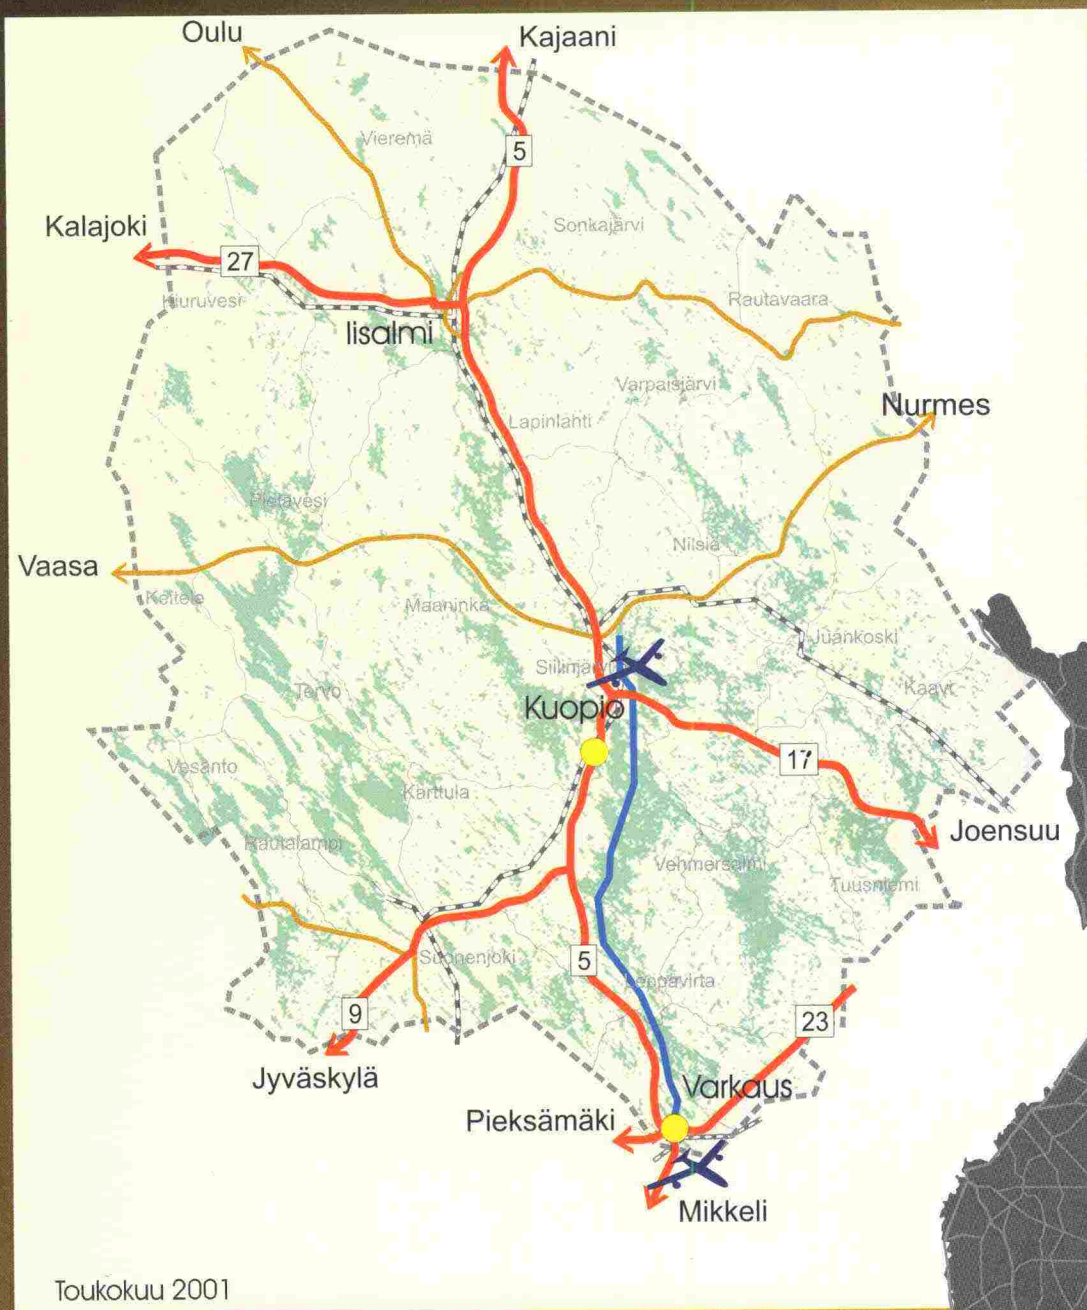 Oulu
Kajaani
Vieremä
5
Kalajoki
Sonkajärvi
27
Kiuruvesi
Rautavaara
Iisalmi
Varpaisjärvi
Nurmes
Lapinlahti
Pielavesi
Nilsiä
Vaasa
Keitele
Maaninka
Juankoski
Siilinjärvi
Tervo
Kaavi
Kuopio
Vesanto
17
Karttula
Joensuu
Rautalampi
Vehmersalmi
Tuusniemi
Suonenjoki
5
Leppävirta
9
23
Jyväskylä
Varkaus
Pieksämäki
Mikkeli
Toukokuu 2001